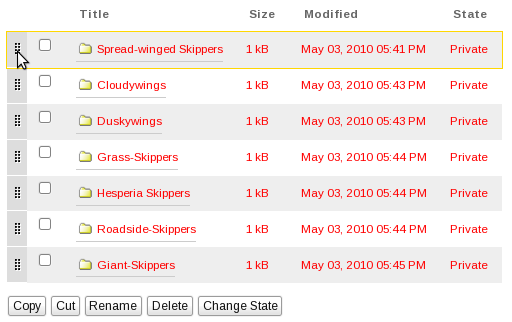 Title Size Modified State
Spread-winged Skippers 1 kB May 03, 2010 05:41 PM Private
Cloudywings 1 kB May 03, 2010 05:43 PM Private
Duskywings 1 kB May 03, 2010 05:43 PM Private
Grass-Skippers 1 kB May 03, 2010 05:44 PM Private
Hesperia Skippers 1 kB May 03, 2010 05:44 PM Private
Roadside-Skippers 1 kB May 03, 2010 05:44 PM Private
Giant-Skippers 1 kB May 03, 2010 05:45 PM Private
Copy Cut Rename Delete Change State